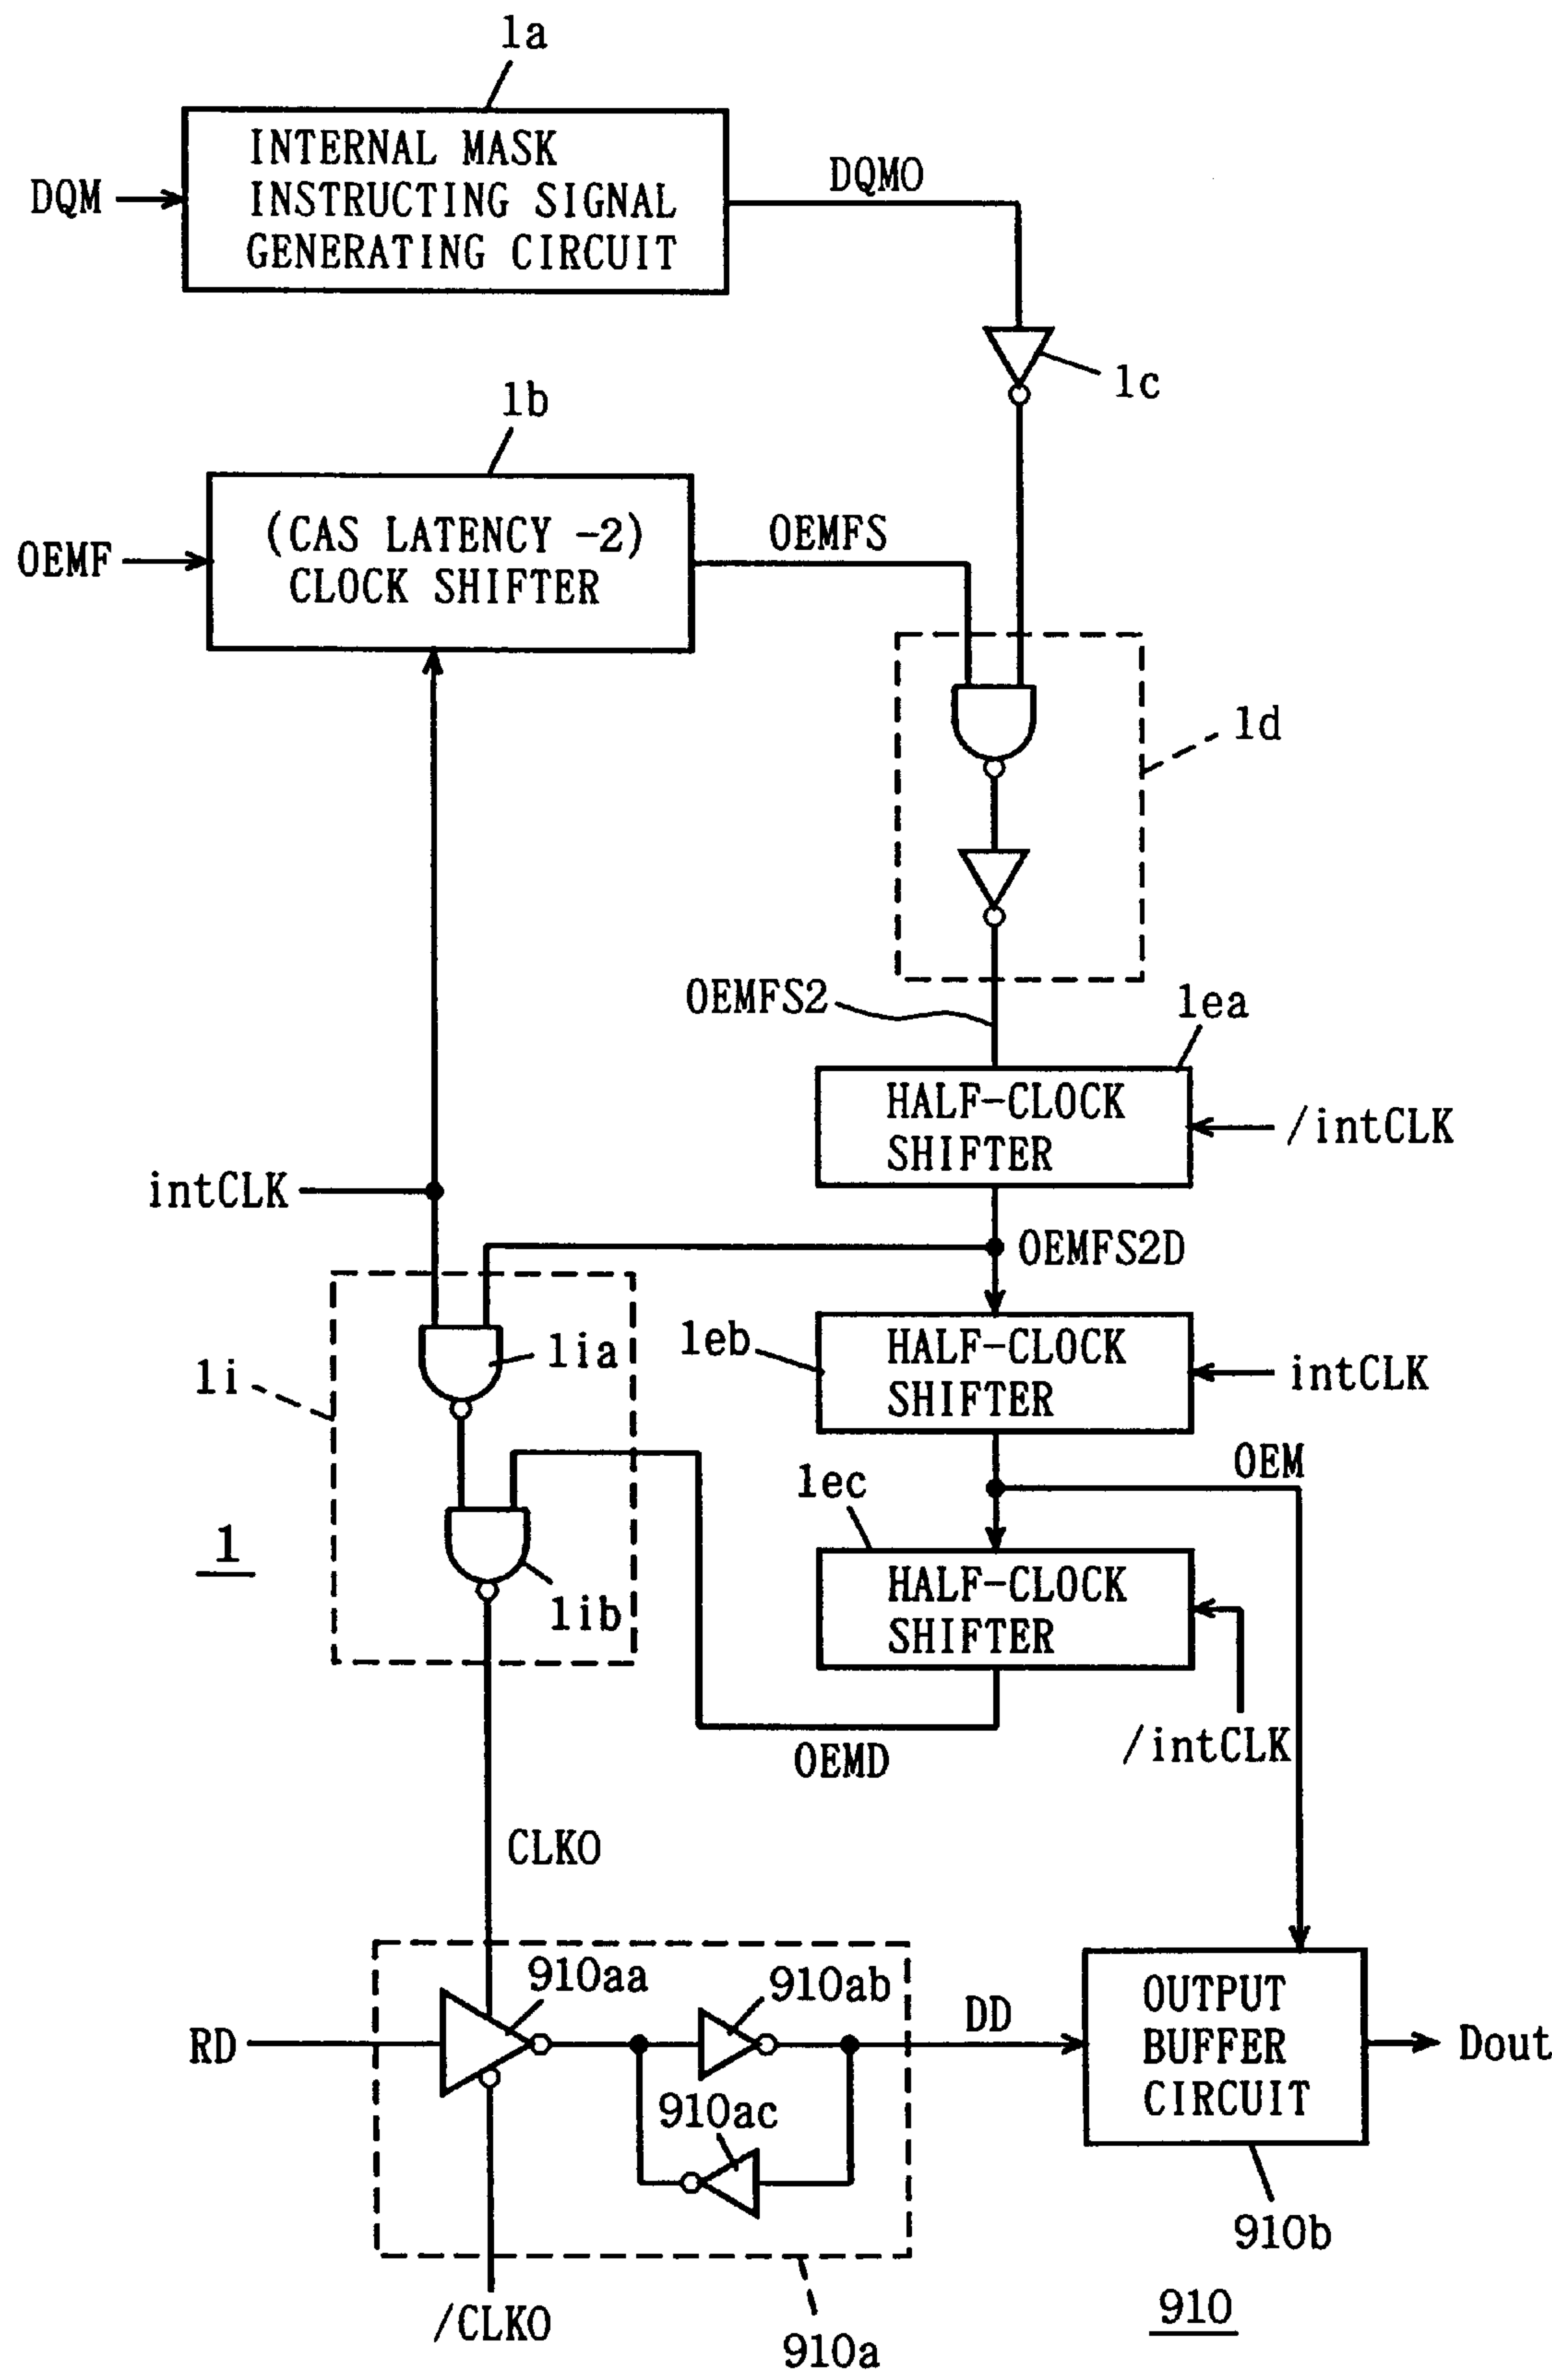 1a
INTERNAL MASK
INSTRUCTING SIGNAL
GENERATING CIRCUIT
DQM
DQMO
1c
1b
(CAS LATENCY -2)
CLOCK SHIFTER
OEMF
OEMFS
1d
OEMFS2
1ea
HALF-CLOCK
SHIFTER
/intCLK
intCLK
OEMFS2D
1i
1ia
1eb
HALF-CLOCK
SHIFTER
intCLK
OEM
1ec
1
1ib
HALF-CLOCK
SHIFTER
/intCLK
OEMD
CLKO
910aa
910ab
RD
DD
OUTPUT
BUFFER
CIRCUIT
Dout
910ac
910b
/CLKO
910a
910